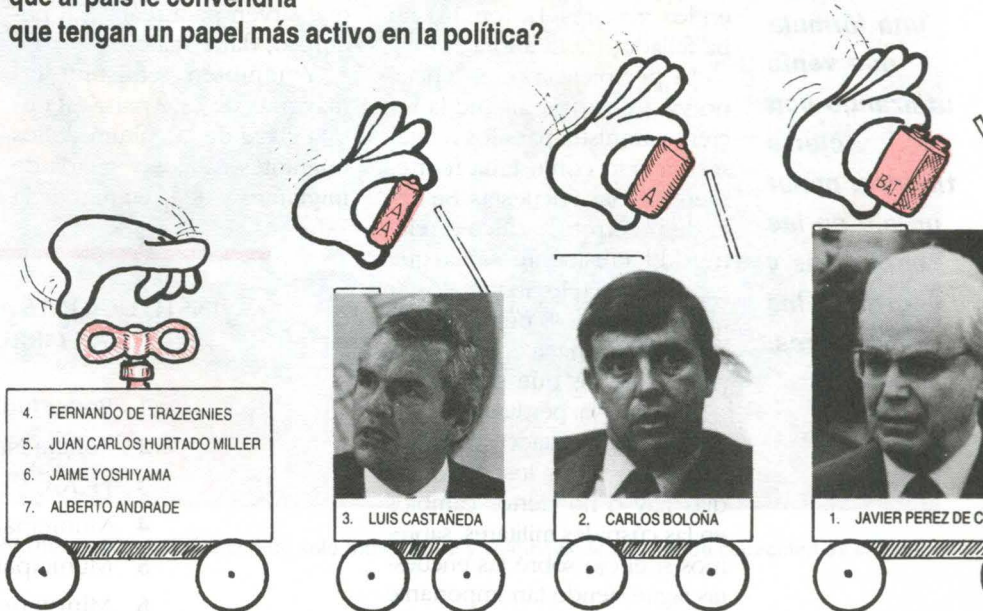 que al país le convendría
que tengan un papel más activo en la política?
A
A
A
BAT.
4. FERNANDO DE TRAZEGNIES
5. JUAN CARLOS HURTADO MILLER
6. JAIME YOSHIYAMA
7. ALBERTO ANDRADE
3. LUIS CASTAÑEDA
2. CARLOS BOLOÑA
1. JAVIER PEREZ DE C